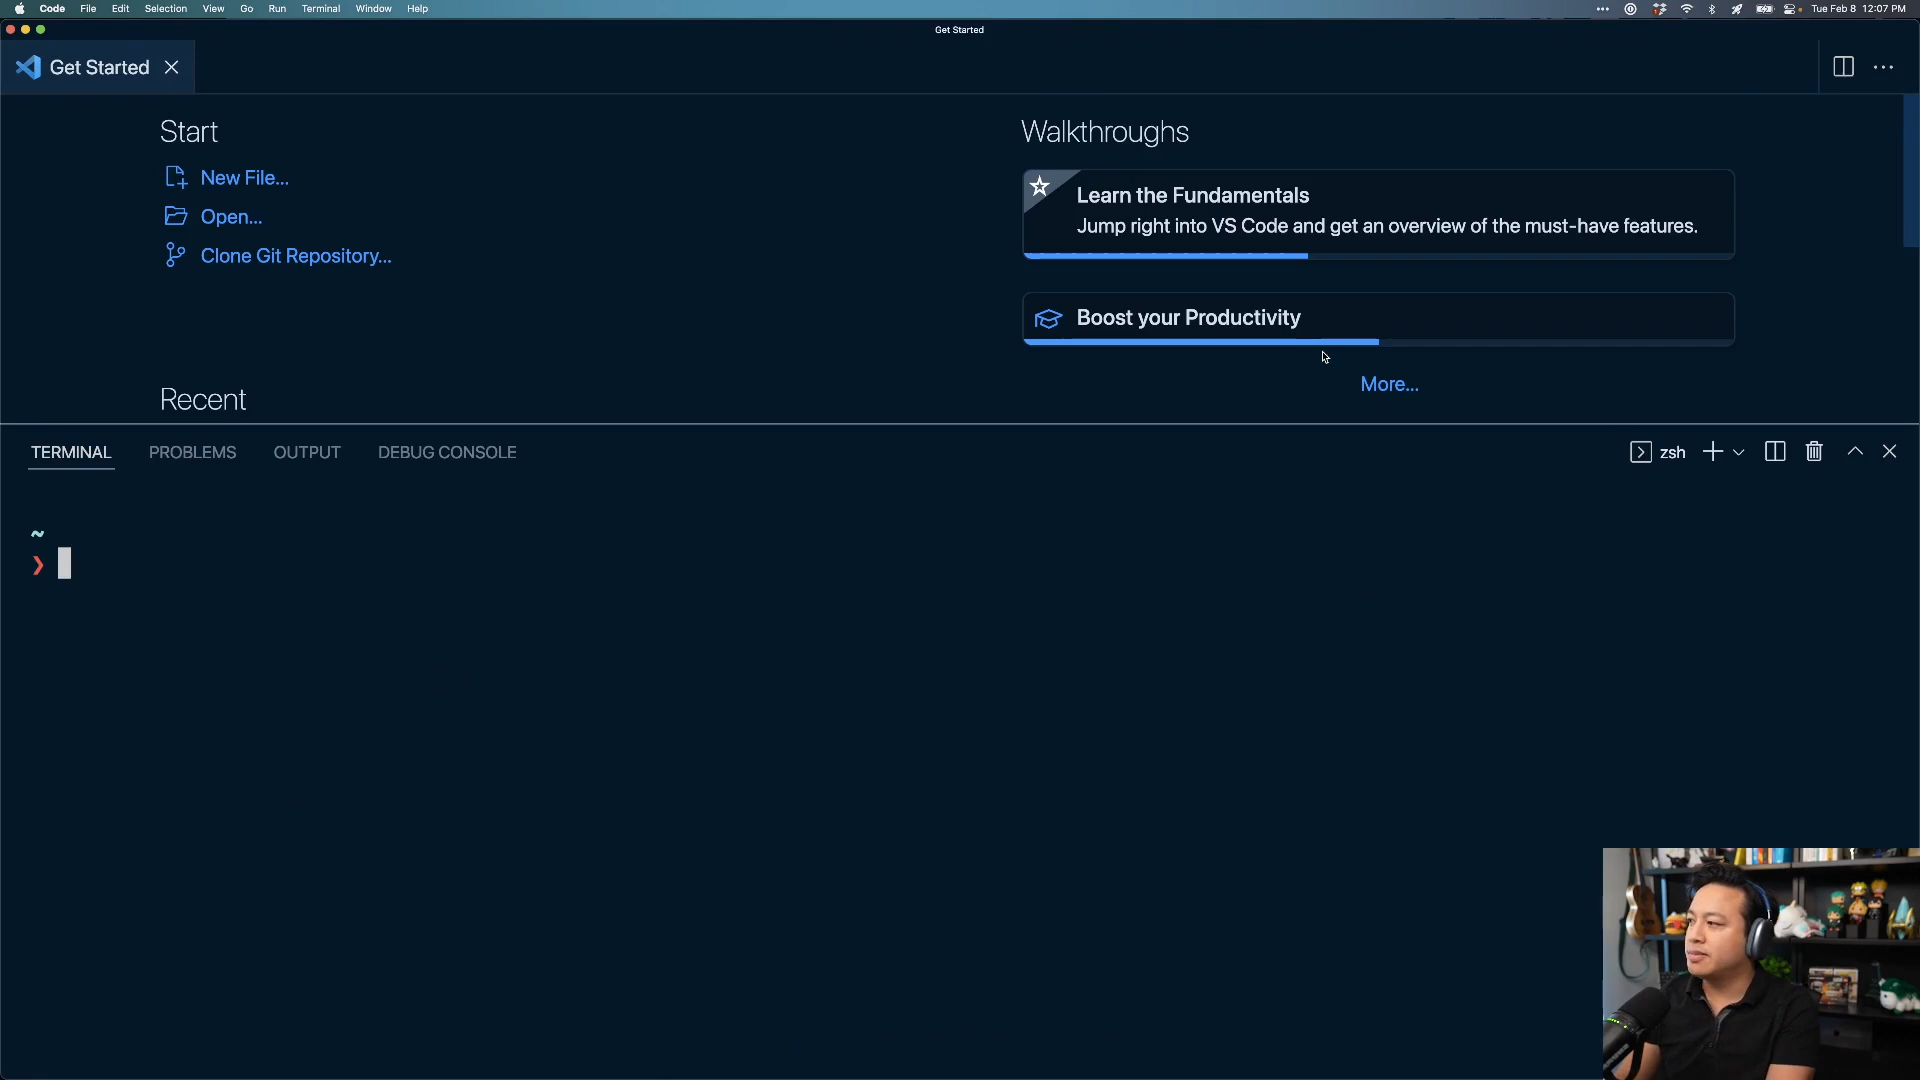 Code File Edit Selection View Go Run Terminal Window Help
Tue Feb 8 12:07 PM
Get Started
Get Started
Start
New File...
Open...
Clone Git Repository...
Recent
Walkthroughs
Learn the Fundamentals
Jump right into VS Code and get an overview of the must-have features.
Boost your Productivity
More...
TERMINAL PROBLEMS OUTPUT DEBUG CONSOLE
zsh
~
❯